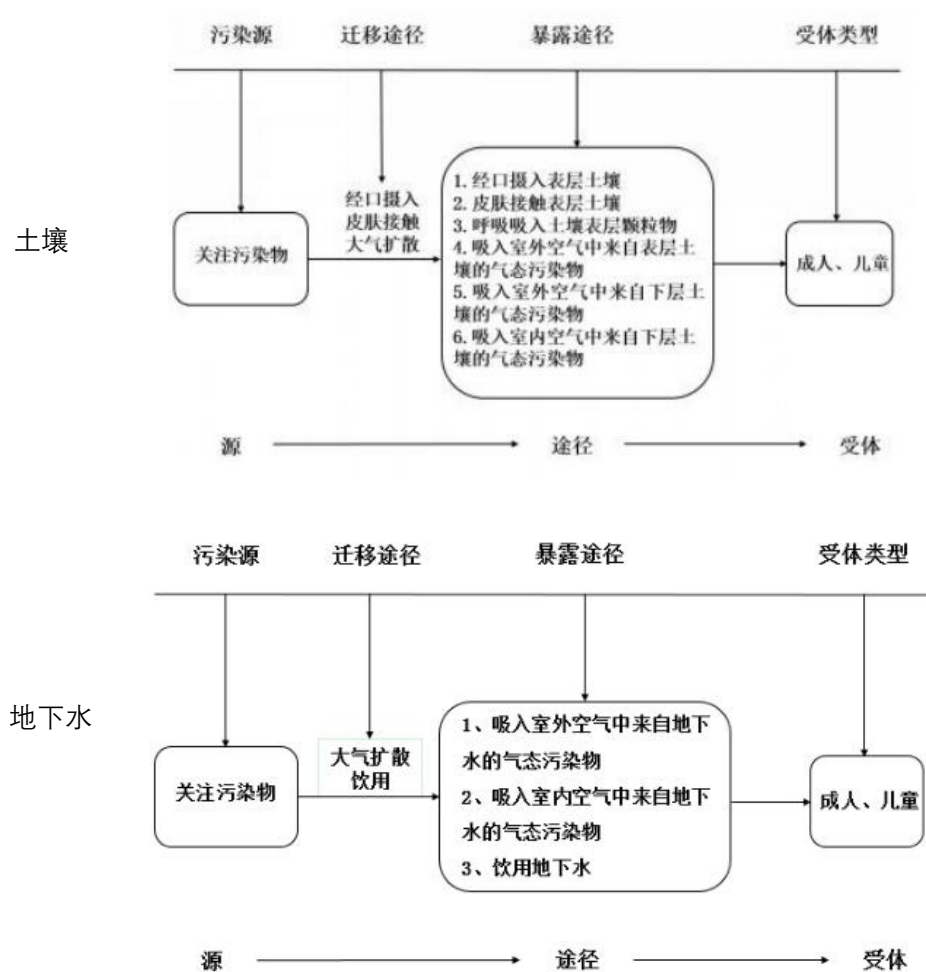 污染源 迁移途径 暴露途径 受体类型
土壤
关注污染物
经口摄入
皮肤接触
大气扩散
1. 经口摄入表层土壤
2. 皮肤接触表层土壤
3. 呼吸吸入土壤表层颗粒物
4. 吸入室外空气中来自表层土
壤的气态污染物
5. 吸入室外空气中来自下层土
壤的气态污染物
6. 吸入室内空气中来自下层土
壤的气态污染物
成人、儿童
源 途径 受体
污染源 迁移途径 暴露途径 受体类型
地下水
关注污染物
大气扩散
饮用
1、吸入室外空气中来自地下
水的气态污染物
2、吸入室内空气中来自地下
水的气态污染物
3、饮用地下水
成人、儿童
源 途径 受体